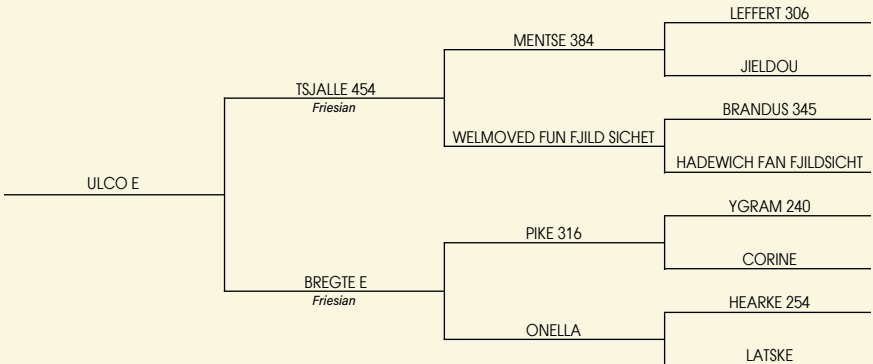 LEFFERT 306
MENTSE 384
JIELDOU
TSJALLE 454
Friesian
BRANDUS 345
WELMOVED FUN FJILD SICHET
HADEWICH FAN FJILDSICHT
ULCO E
YGRAM 240
PIKE 316
CORINE
BREGTE E
Friesian
HEARKE 254
ONELLA
LATSKE